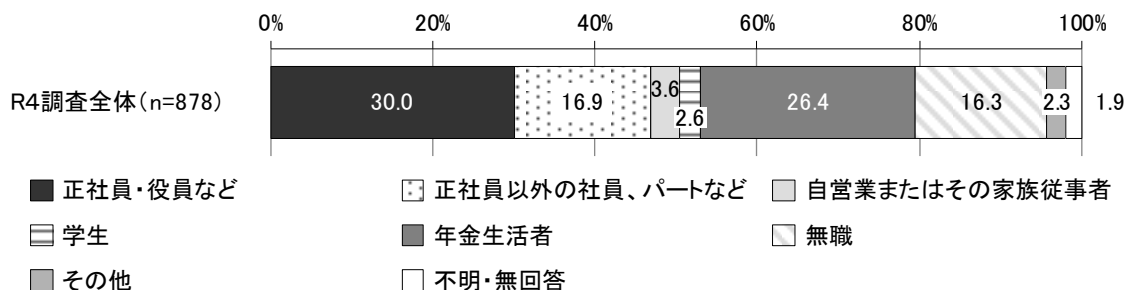 0% 20% 40% 60% 80% 100%
R4調査全体(n=878) 30.0 16.9 3.6 2.6 26.4 16.3 2.3 1.9
正社員・役員など 正社員以外の社員、パートなど 自営業またはその家族従事者
学生 年金生活者 無職
その他 不明・無回答